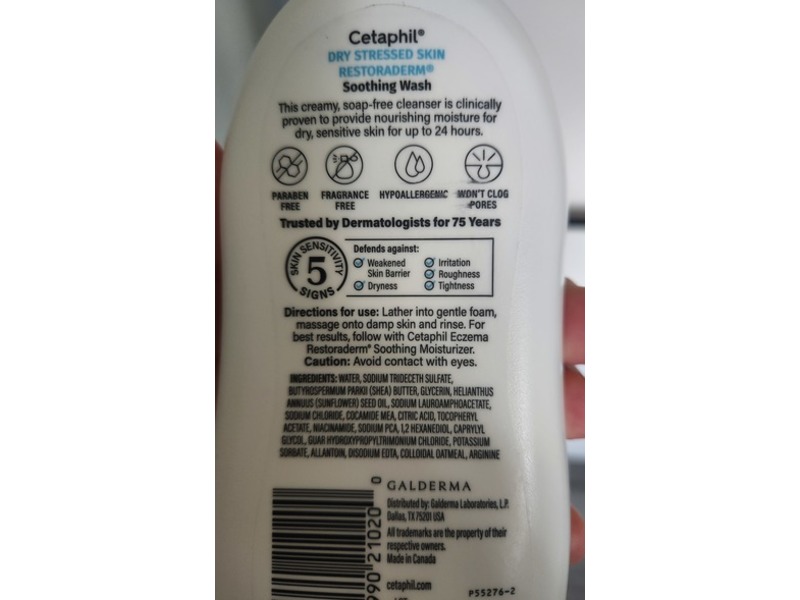 Cetaphil®
DRY STRESSED SKIN
RESTORADERM®
Soothing Wash
This creamy, soap-free cleanser is clinically
proven to provide nourishing moisture for
dry, sensitive skin for up to 24 hours.
PARABEN FREE
FRAGRANCE FREE
HYPOALLERGENIC
WON'T CLOG PORES
Trusted by Dermatologists for 75 Years
SKIN SENSITIVITY
5
SIGNS
Defends against:
Weakened Skin Barrier
Dryness
Irritation
Roughness
Tightness
Directions for use: Lather into gentle foam,
massage onto damp skin and rinse. For
best results, follow with Cetaphil Eczema
Restoraderm® Soothing Moisturizer.
Caution: Avoid contact with eyes.
INGREDIENTS: WATER, SODIUM TRIDECETH SULFATE,
BUTYROSPERMUM PARKII (SHEA) BUTTER, GLYCERIN, HELIANTHUS
ANNUUS (SUNFLOWER) SEED OIL, SODIUM LAUROAMPHOACETATE,
SODIUM CHLORIDE, COCAMIDE MEA, CITRIC ACID, TOCOPHERYL
ACETATE, NIACINAMIDE, SODIUM PCA, 1,2 HEXANEDIOL, CAPRYLYL
GLYCOL, GUAR HYDROXYPROPYLTRIMONIUM CHLORIDE, POTASSIUM
SORBATE, ALLANTOIN, DISODIUM EDTA, COLLOIDAL OATMEAL, ARGININE
990 21020 0
GALDERMA
Distributed by: Galderma Laboratories, L.P.
Dallas, TX 75201 USA
All trademarks are the property of their
respective owners.
Made in Canada
cetaphil.com
P55276-2